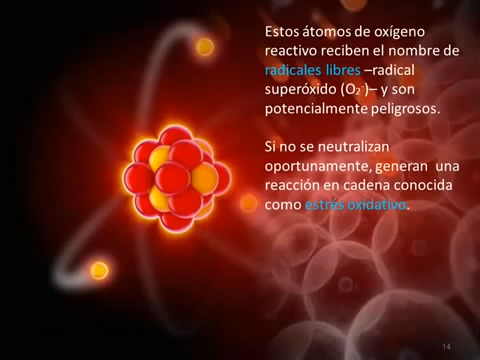 Estos átomos de oxígeno
reactivo reciben el nombre de
radicales libres –radical
superóxido (O₂⁻)– y son
potencialmente peligrosos.
Si no se neutralizan
oportunamente, generan una
reacción en cadena conocida
como estrés oxidativo.
14